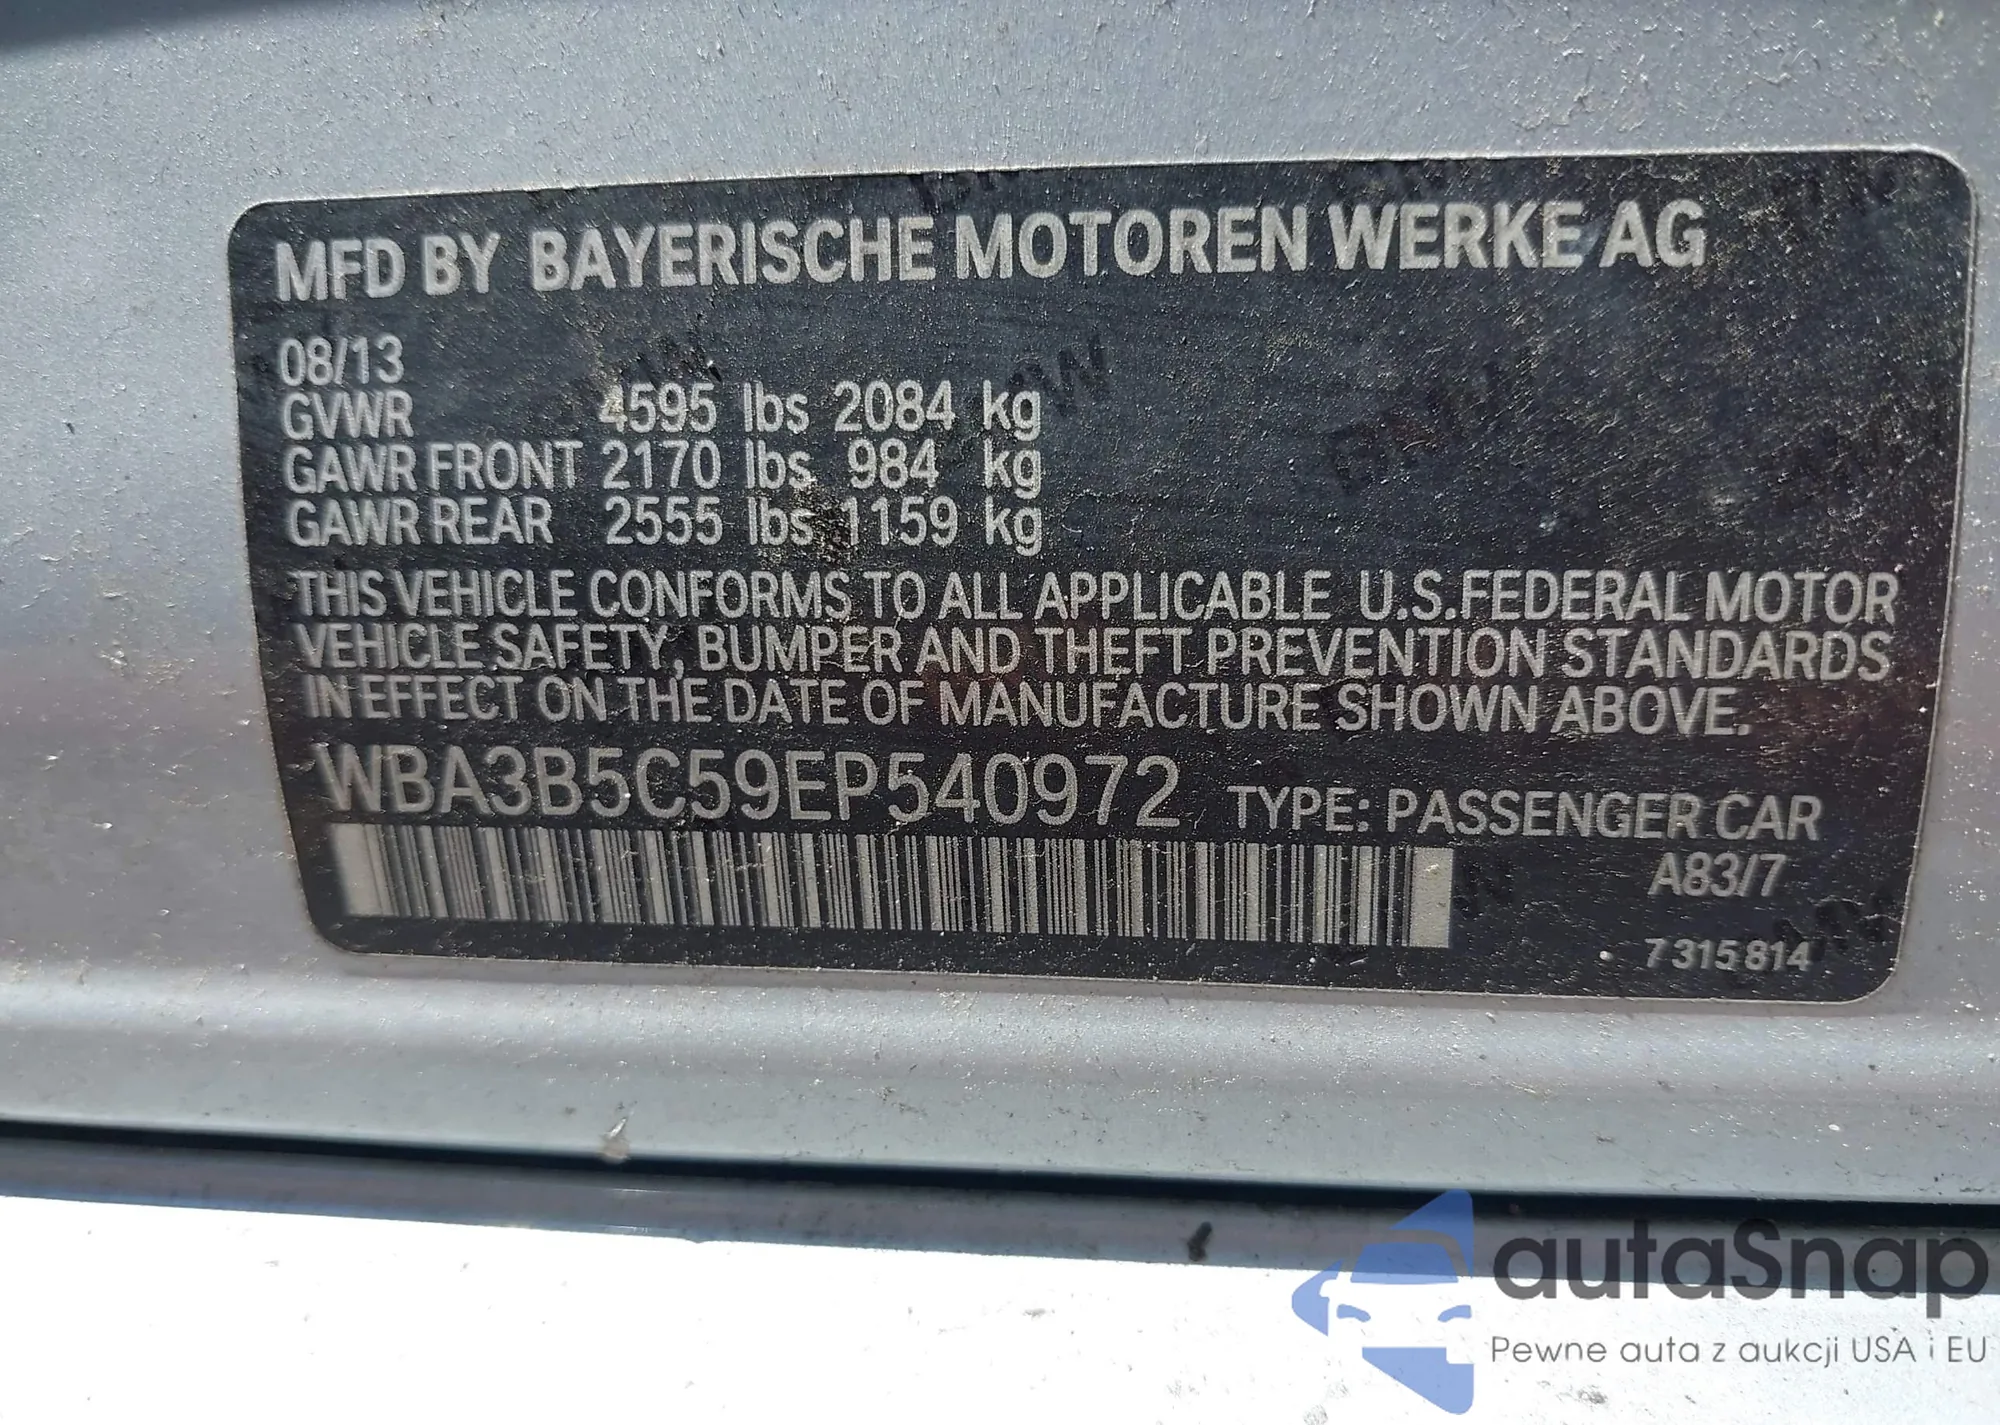 MFD BY BAYERISCHE MOTOREN WERKE AG
08/13
GVWR 4595 lbs 2084 kg
GAWR FRONT 2170 lbs 984 kg
GAWR REAR 2555 lbs 1159 kg
THIS VEHICLE CONFORMS TO ALL APPLICABLE U.S.FEDERAL MOTOR
VEHICLE SAFETY, BUMPER AND THEFT PREVENTION STANDARDS
IN EFFECT ON THE DATE OF MANUFACTURE SHOWN ABOVE.
WBA3B5C59EP540972 TYPE: PASSENGER CAR
A83/7
7 315 814
autaSnap
Pewne auta z aukcji USA i EU